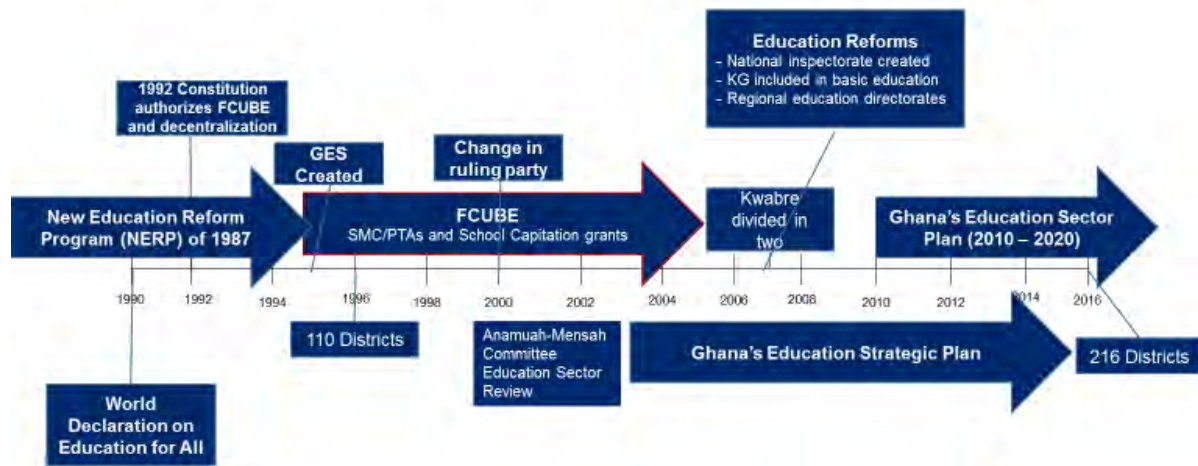 Education Reforms
– National inspectorate created
– KG included in basic education
– Regional education directorates
1992 Constitution
authorizes FCUBE
and decentralization
GES
Created
Change in
ruling party
New Education Reform
Program (NERP) of 1987
FCUBE
SMC/PTAs and School Capitation grants
Kwabre
divided in
two
Ghana's Education Sector
Plan (2010 – 2020)
1990
1992
1994
1996
1998
2000
2002
2004
2006
2008
2010
2012
2014
2016
110 Districts
Anamuah-Mensah
Committee
Education Sector
Review
Ghana's Education Strategic Plan
216 Districts
World
Declaration on
Education for All